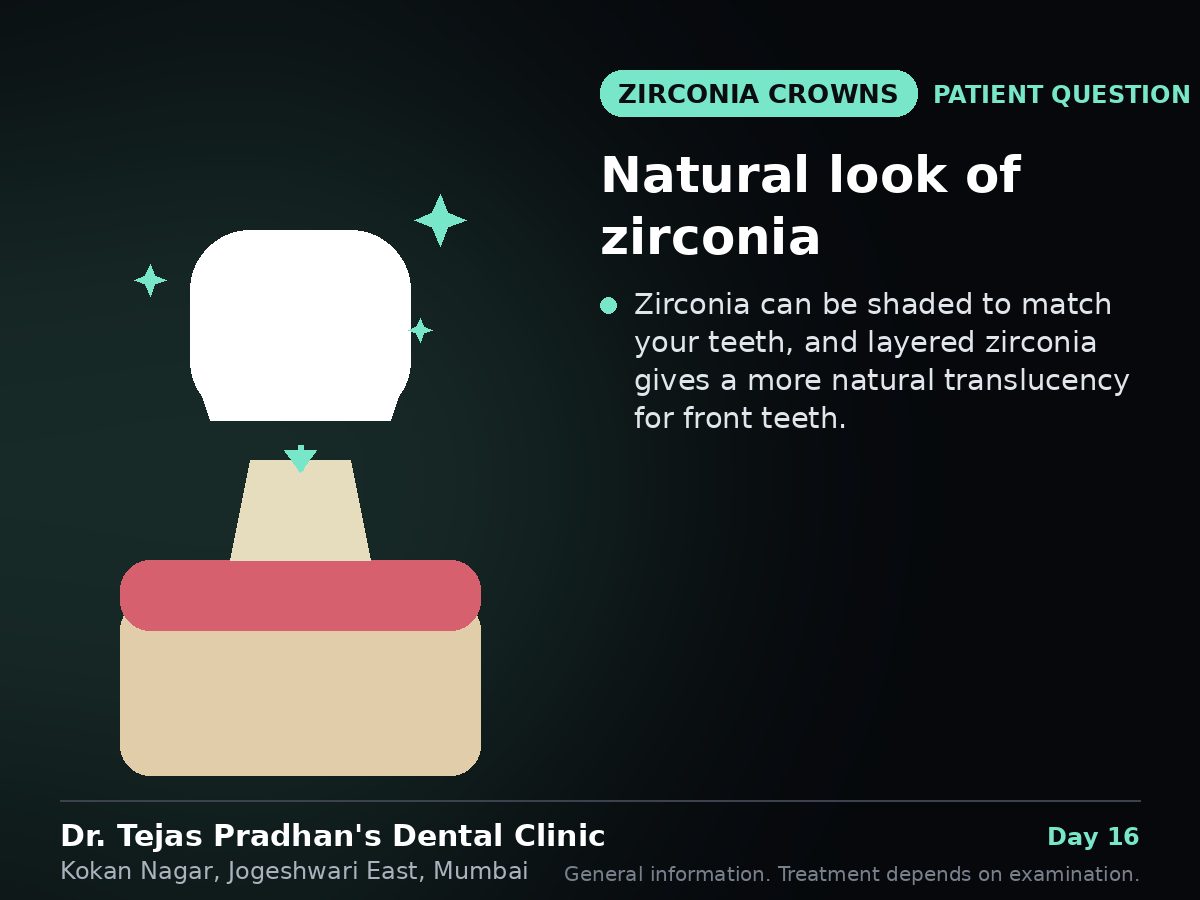 ZIRCONIA CROWNS PATIENT QUESTION
Natural look of
zirconia
Zirconia can be shaded to match
your teeth, and layered zirconia
gives a more natural translucency
for front teeth.
Dr. Tejas Pradhan's Dental Clinic
Day 16
Kokan Nagar, Jogeshwari East, Mumbai
General information. Treatment depends on examination.